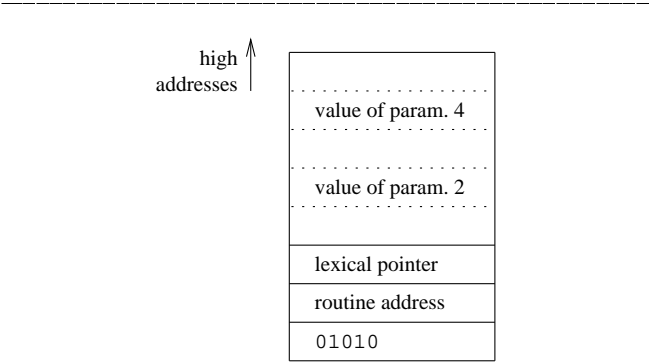 high
addresses
value of param. 4
value of param. 2
lexical pointer
routine address
01010